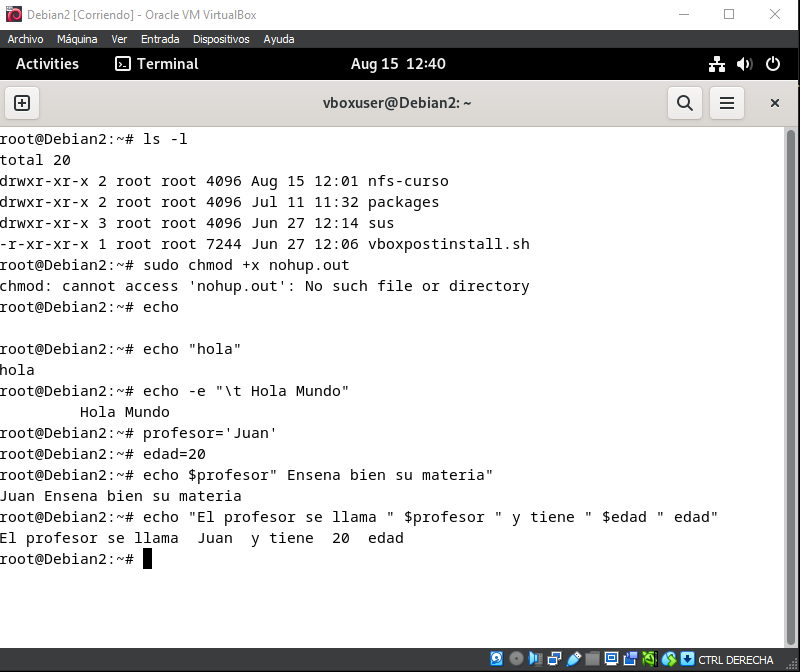 Debian2 [Corriendo] - Oracle VM VirtualBox
Archivo Máquina Ver Entrada Dispositivos Ayuda
Activities Terminal Aug 15 12:40
vboxuser@Debian2: ~
root@Debian2:~# ls -l
total 20
drwxr-xr-x 2 root root 4096 Aug 15 12:01 nfs-curso
drwxr-xr-x 2 root root 4096 Jul 11 11:32 packages
drwxr-xr-x 3 root root 4096 Jun 27 12:14 sus
-r-xr-xr-x 1 root root 7244 Jun 27 12:06 vboxpostinstall.sh
root@Debian2:~# sudo chmod +x nohup.out
chmod: cannot access 'nohup.out': No such file or directory
root@Debian2:~# echo

root@Debian2:~# echo "hola"
hola
root@Debian2:~# echo -e "\t Hola Mundo"
         Hola Mundo
root@Debian2:~# profesor='Juan'
root@Debian2:~# edad=20
root@Debian2:~# echo $profesor" Ensena bien su materia"
Juan Ensena bien su materia
root@Debian2:~# echo "El profesor se llama " $profesor " y tiene " $edad " edad"
El profesor se llama  Juan  y tiene  20  edad
root@Debian2:~#
CTRL DERECHA